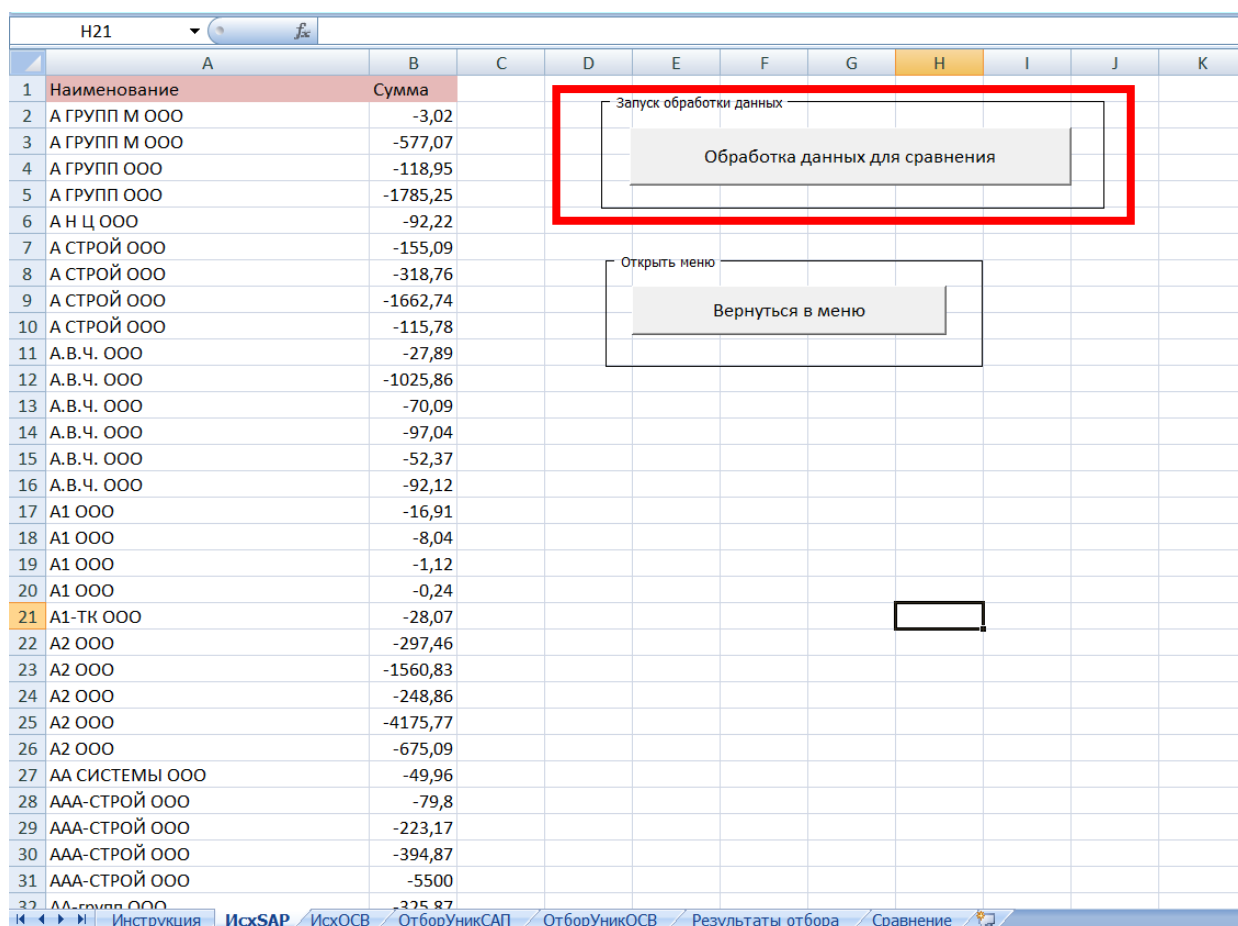 H21 fx
A B C D E F G H I J K
1 Наименование Сумма
Запуск обработки данных
2 А ГРУПП М ООО -3,02
3 А ГРУПП М ООО -577,07
Обработка данных для сравнения
4 А ГРУПП ООО -118,95
5 А ГРУПП ООО -1785,25
6 А Н Ц ООО -92,22
7 А СТРОЙ ООО -155,09
Открыть меню
8 А СТРОЙ ООО -318,76
9 А СТРОЙ ООО -1662,74
Вернуться в меню
10 А СТРОЙ ООО -115,78
11 А.В.Ч. ООО -27,89
12 А.В.Ч. ООО -1025,86
13 А.В.Ч. ООО -70,09
14 А.В.Ч. ООО -97,04
15 А.В.Ч. ООО -52,37
16 А.В.Ч. ООО -92,12
17 А1 ООО -16,91
18 А1 ООО -8,04
19 А1 ООО -1,12
20 А1 ООО -0,24
21 А1-ТК ООО -28,07
22 А2 ООО -297,46
23 А2 ООО -1560,83
24 А2 ООО -248,86
25 А2 ООО -4175,77
26 А2 ООО -675,09
27 АА СИСТЕМЫ ООО -49,96
28 ААА-СТРОЙ ООО -79,8
29 ААА-СТРОЙ ООО -223,17
30 ААА-СТРОЙ ООО -394,87
31 ААА-СТРОЙ ООО -5500
32 АА-групп ООО -325,87
Инструкция ИсхSAP ИсхОСВ ОтборУникСАП ОтборУникОСВ Результаты отбора Сравнение